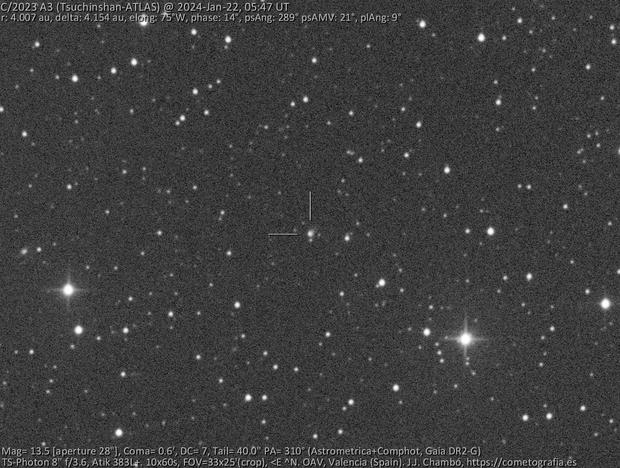 C/2023 A3 (Tsuchinshan-ATLAS) @ 2024-Jan-22, 05:47 UT
r: 4.007 au, delta: 4.154 au, elong: 75°W, phase: 14°, psAng: 289° psAMV: 21°, plAng: 9°
Mag= 13.5 [aperture 28"], Coma= 0.6', DC= 7, Tail= 40.0" PA= 310° (Astrometrica+Comphot, Gaia DR2-G)
TS-Photon 8" f/3.6, Atik 383L+. 10x60s, FOV=33x25'(crop), <E ^N. OAV, Valencia (Spain). J.J. Chambó, https://cometografia.es